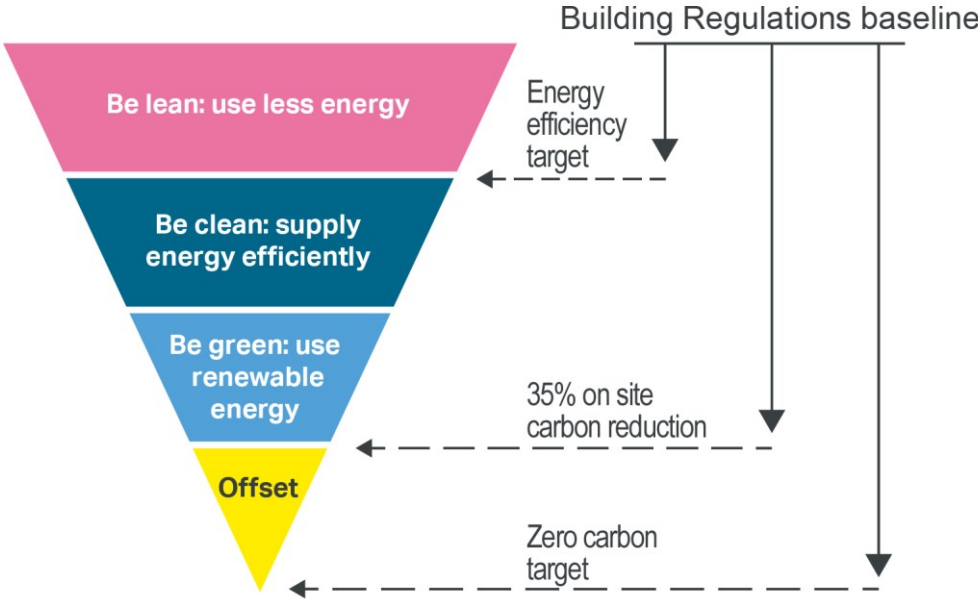 Building Regulations baseline
Be lean: use less energy
Energy
efficiency
target
Be clean: supply
energy efficiently
Be green: use
renewable
energy
35% on site
carbon reduction
Offset
Zero carbon
target